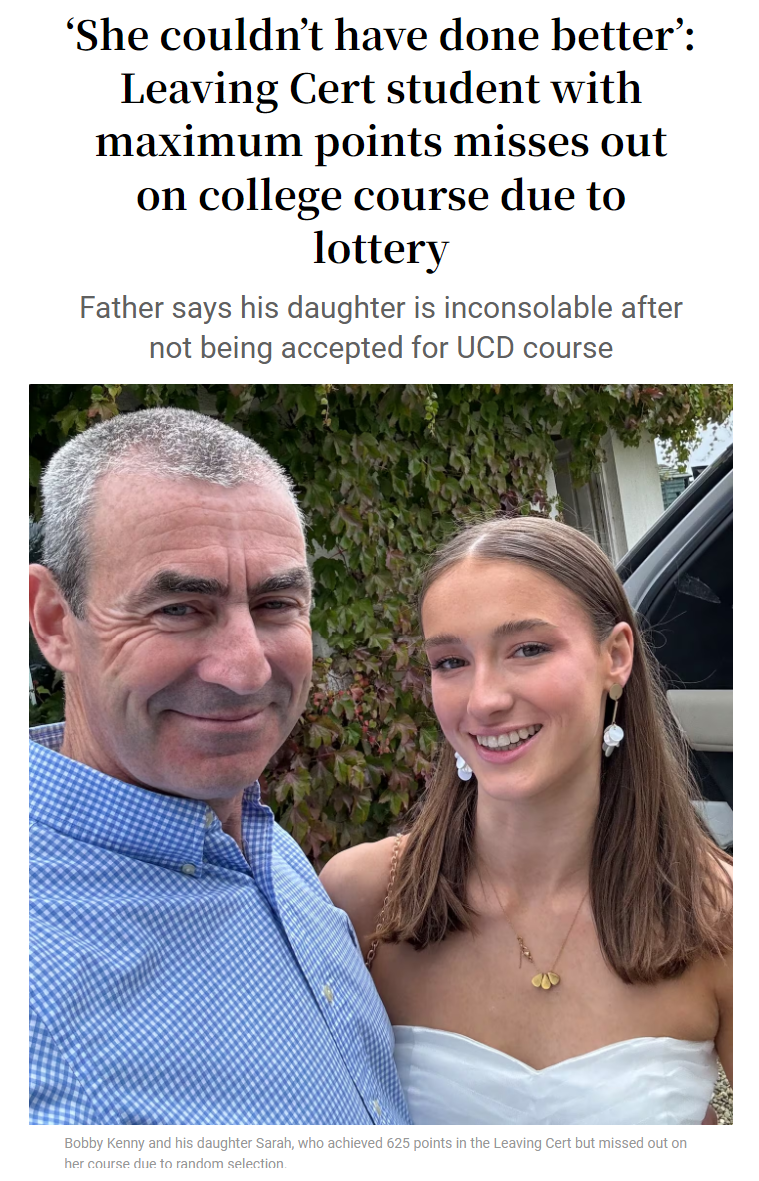 ‘She couldn’t have done better’:
Leaving Cert student with
maximum points misses out
on college course due to
lottery
Father says his daughter is inconsolable after
not being accepted for UCD course
Bobby Kenny and his daughter Sarah, who achieved 625 points in the Leaving Cert but missed out on
her course due to random selection.